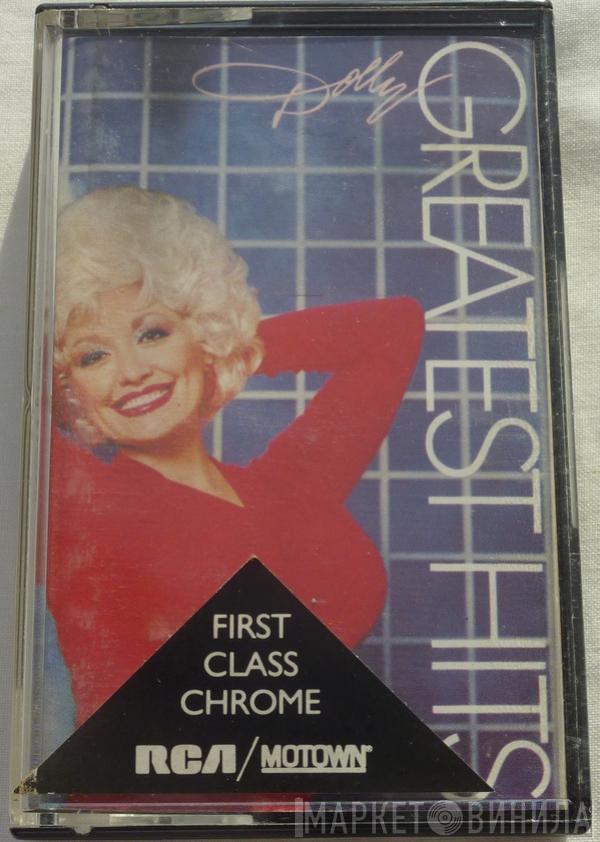 Dolly
GREATEST HITS
FIRST
CLASS
CHROME
RCA/MOTOWN®
МАРКЕТ ВИНИЛА